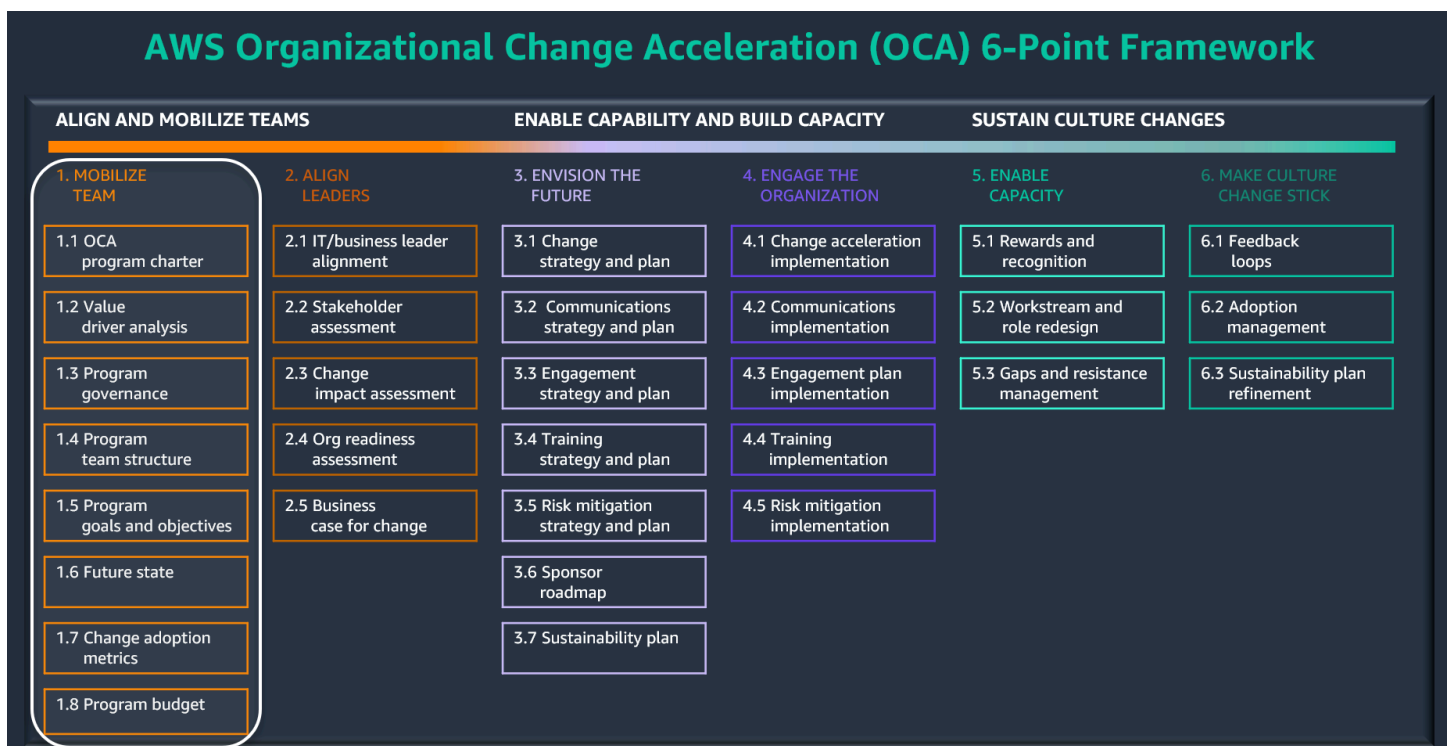 AWS Organizational Change Acceleration (OCA) 6-Point Framework
ALIGN AND MOBILIZE TEAMS
ENABLE CAPABILITY AND BUILD CAPACITY
SUSTAIN CULTURE CHANGES
1. MOBILIZE
TEAM
1.1 OCA
program charter
1.2 Value
driver analysis
1.3 Program
governance
1.4 Program
team structure
1.5 Program
goals and objectives
1.6 Future state
1.7 Change adoption
metrics
1.8 Program budget
2. ALIGN
LEADERS
2.1 IT/business leader
alignment
2.2 Stakeholder
assessment
2.3 Change
impact assessment
2.4 Org readiness
assessment
2.5 Business
case for change
3. ENVISION THE
FUTURE
3.1 Change
strategy and plan
3.2 Communications
strategy and plan
3.3 Engagement
strategy and plan
3.4 Training
strategy and plan
3.5 Risk mitigation
strategy and plan
3.6 Sponsor
roadmap
3.7 Sustainability plan
4. ENGAGE THE
ORGANIZATION
4.1 Change acceleration
implementation
4.2 Communications
implementation
4.3 Engagement plan
implementation
4.4 Training
implementation
4.5 Risk mitigation
implementation
5. ENABLE
CAPACITY
5.1 Rewards and
recognition
5.2 Workstream and
role redesign
5.3 Gaps and resistance
management
6. MAKE CULTURE
CHANGE STICK
6.1 Feedback
loops
6.2 Adoption
management
6.3 Sustainability plan
refinement